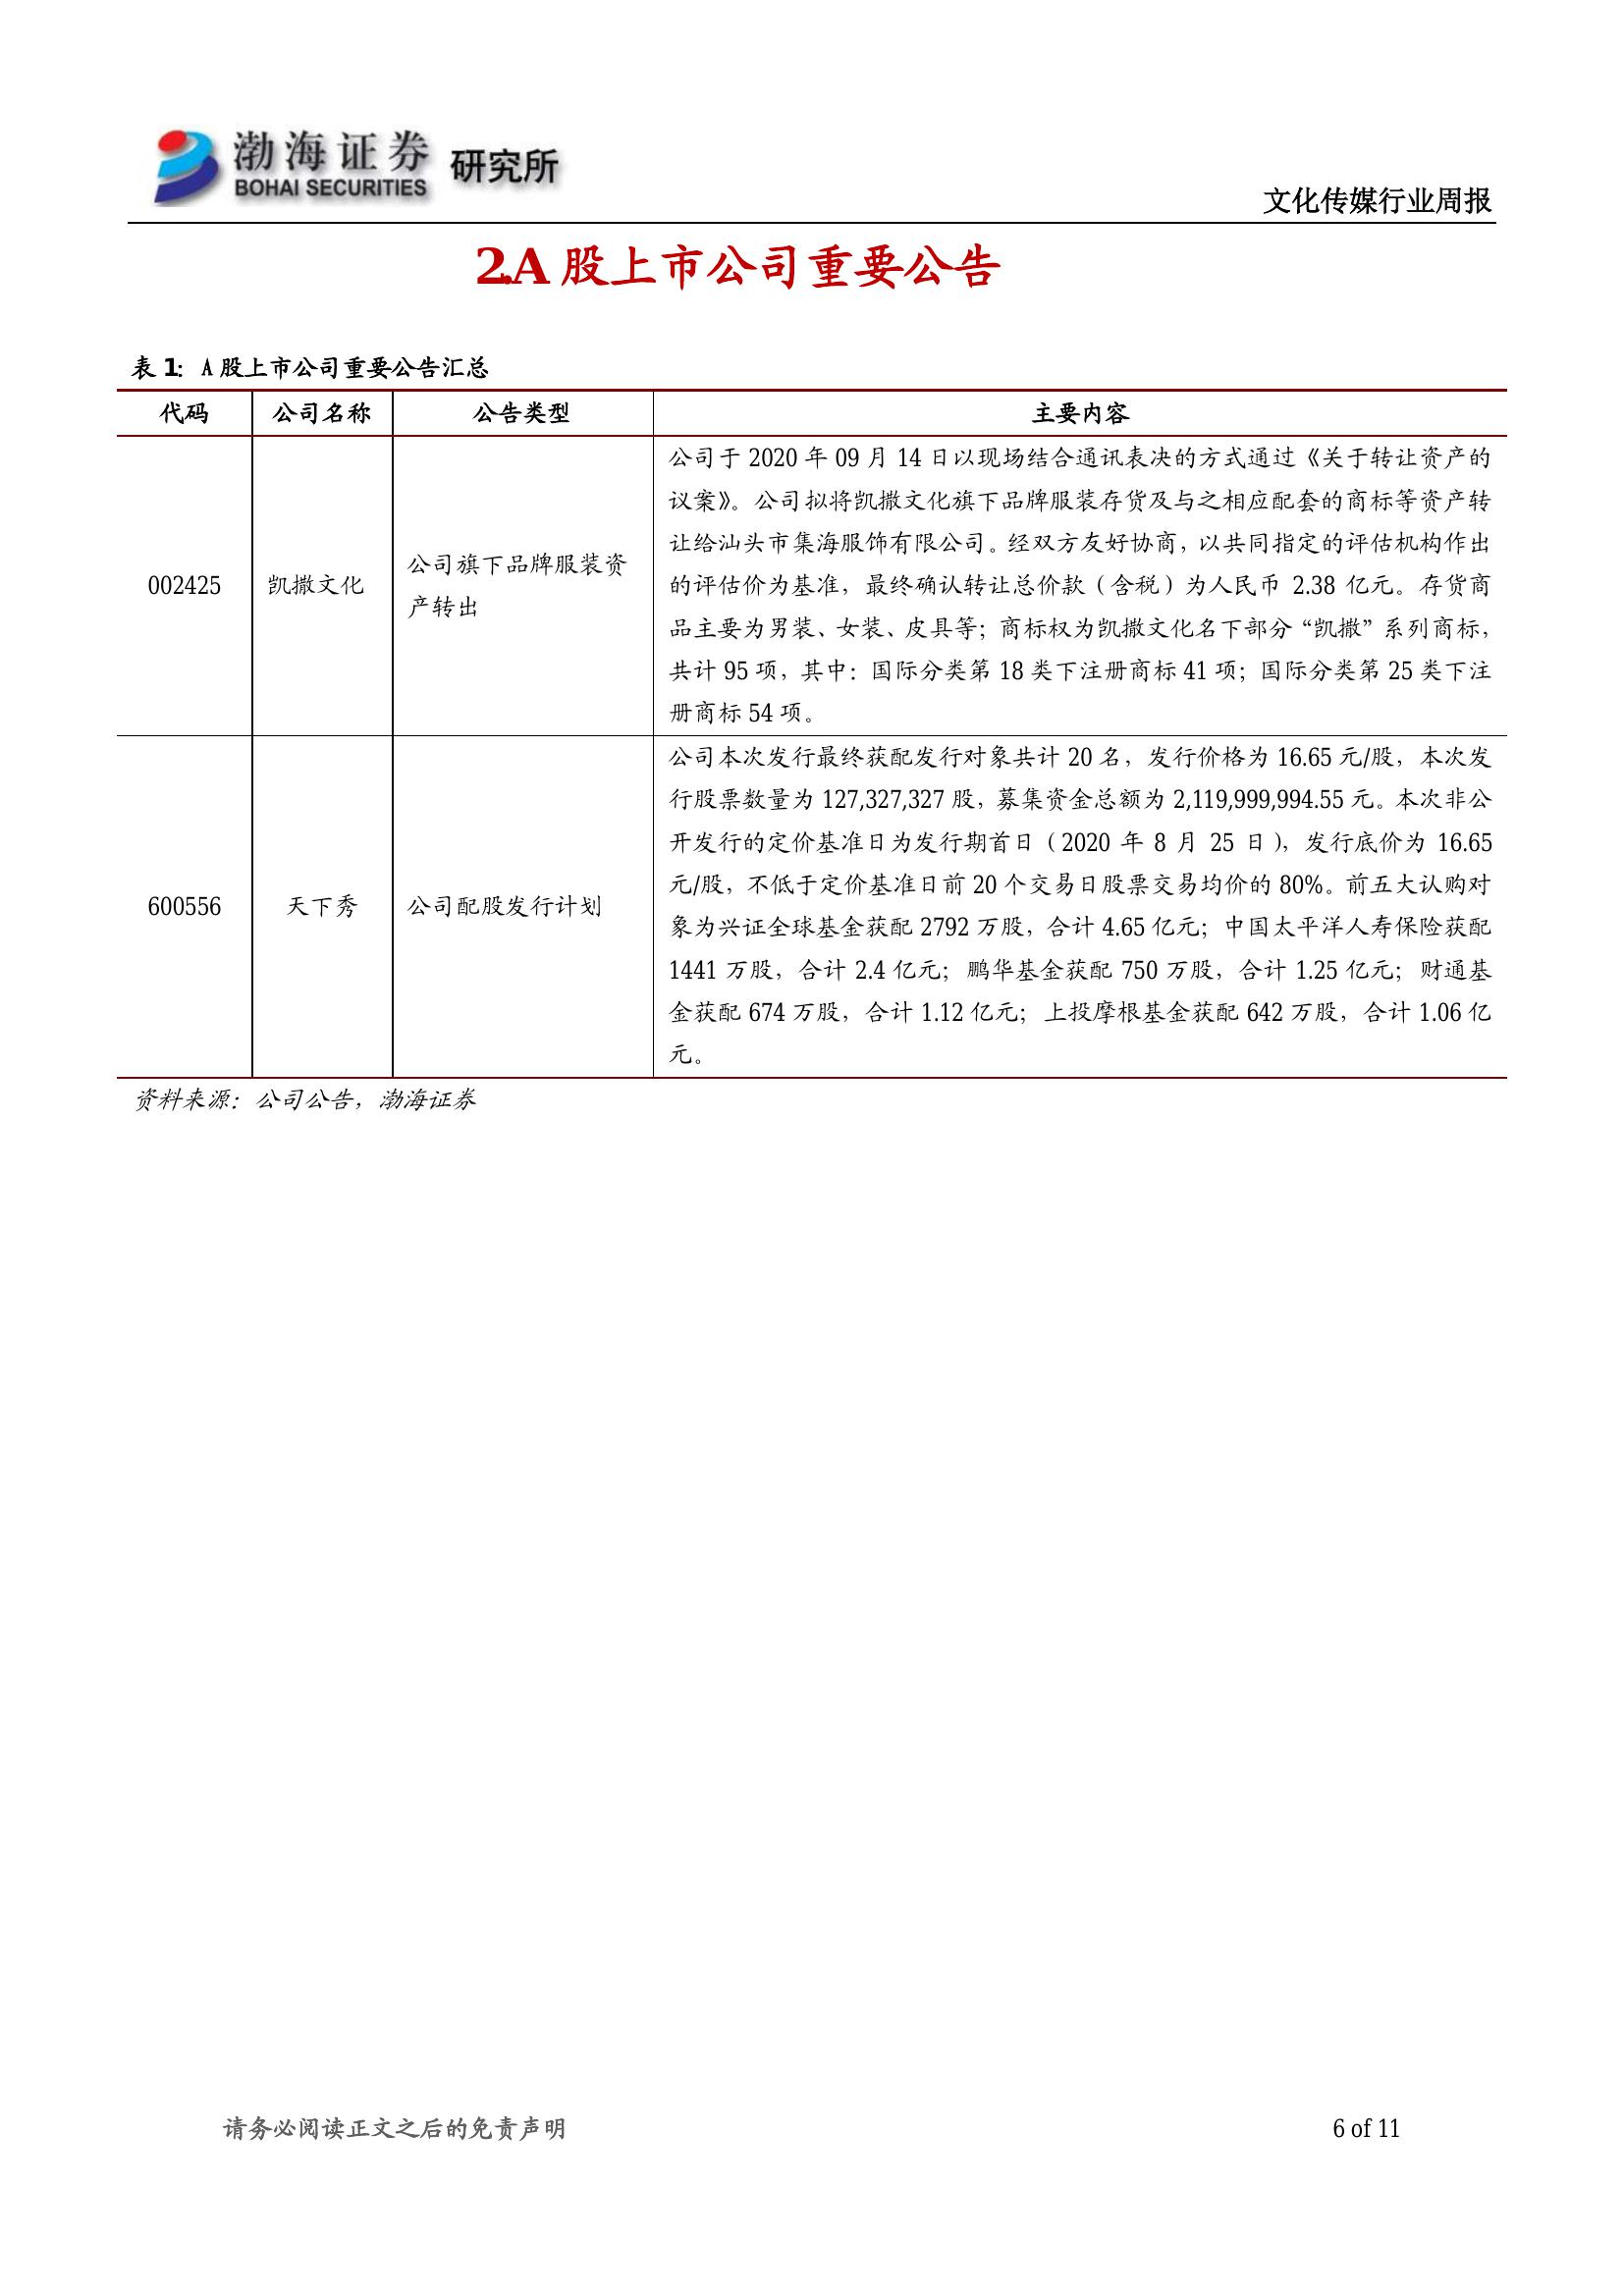 渤海证券 研究所
BOHAI SECURITIES
文化传媒行业周报
2.A 股上市公司重要公告
表 1: A 股上市公司重要公告汇总
代码 公司名称 公告类型 主要内容
002425 凯撒文化 公司旗下品牌服装资
产转出
公司于 2020 年 09 月 14 日以现场结合通讯表决的方式通过《关于转让资产的
议案》。公司拟将凯撒文化旗下品牌服装存货及与之相应配套的商标等资产转
让给汕头市集海服饰有限公司。经双方友好协商，以共同指定的评估机构作出
的评估价为基准，最终确认转让总价款（含税）为人民币 2.38 亿元。存货商
品主要为男装、女装、皮具等；商标权为凯撒文化名下部分“凯撒”系列商标，
共计 95 项，其中：国际分类第 18 类下注册商标 41 项；国际分类第 25 类下注
册商标 54 项。
600556 天下秀 公司配股发行计划
公司本次发行最终获配发行对象共计 20 名，发行价格为 16.65 元/股，本次发
行股票数量为 127,327,327 股，募集资金总额为 2,119,999,994.55 元。本次非公
开发行的定价基准日为发行期首日（2020 年 8 月 25 日），发行底价为 16.65
元/股，不低于定价基准日前 20 个交易日股票交易均价的 80%。前五大认购对
象为兴证全球基金获配 2792 万股，合计 4.65 亿元；中国太平洋人寿保险获配
1441 万股，合计 2.4 亿元；鹏华基金获配 750 万股，合计 1.25 亿元；财通基
金获配 674 万股，合计 1.12 亿元；上投摩根基金获配 642 万股，合计 1.06 亿
元。
资料来源：公司公告，渤海证券
请务必阅读正文之后的免责声明 6 of 11